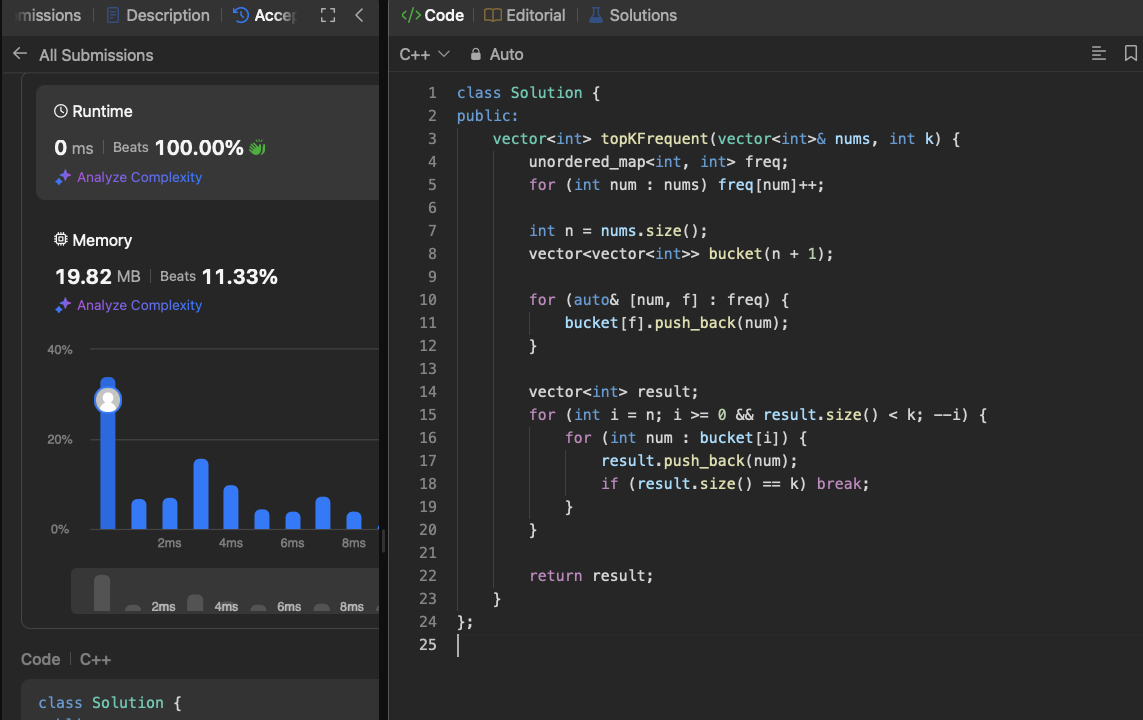 missions | Description | Accep
All Submissions
Runtime
0 ms | Beats 100.00%
Analyze Complexity
Memory
19.82 MB | Beats 11.33%
Analyze Complexity
40%
20%
0%
2ms 4ms 6ms 8ms
2ms 4ms 6ms 8ms
Code | C++
class Solution {
</> Code | Editorial | Solutions
C++ Auto
1 class Solution {
2 public:
3     vector<int> topKFrequent(vector<int>& nums, int k) {
4         unordered_map<int, int> freq;
5         for (int num : nums) freq[num]++;
6
7         int n = nums.size();
8         vector<vector<int>> bucket(n + 1);
9
10         for (auto& [num, f] : freq) {
11             bucket[f].push_back(num);
12         }
13
14         vector<int> result;
15         for (int i = n; i >= 0 && result.size() < k; --i) {
16             for (int num : bucket[i]) {
17                 result.push_back(num);
18                 if (result.size() == k) break;
19             }
20         }
21
22         return result;
23     }
24 };
25